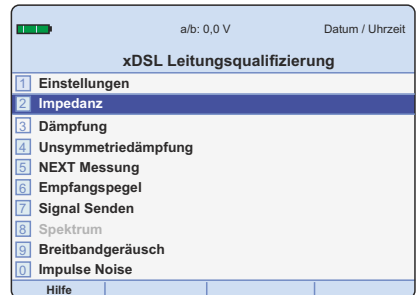 a/b: 0,0 V Datum / Uhrzeit
xDSL Leitungsqualifizierung
1 Einstellungen
2 Impedanz
3 Dämpfung
4 Unsymmetriedämpfung
5 NEXT Messung
6 Empfangspegel
7 Signal Senden
8 Spektrum
9 Breitbandgeräusch
0 Impulse Noise
Hilfe